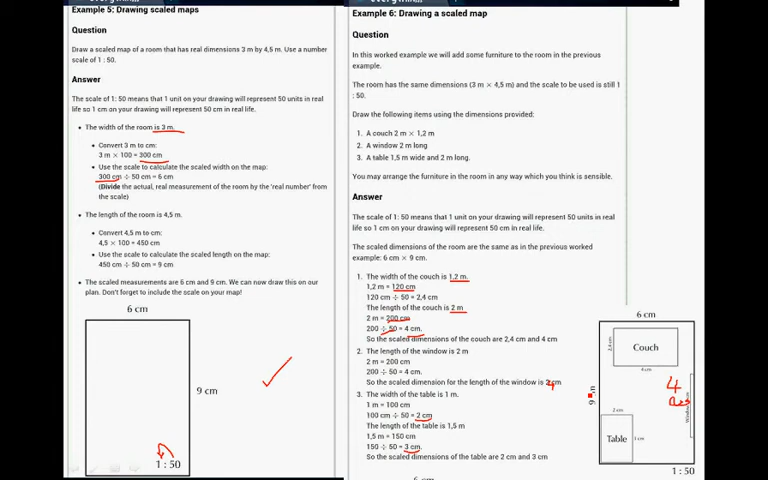 Example 5: Drawing scaled maps
Question
Draw a scaled map of a room that has real dimensions 3 m by 4,5 m. Use a number
scale of 1 : 50.
Answer
The scale of 1: 50 means that 1 unit on your drawing will represent 50 units in real
life so 1 cm on your drawing will represent 50 cm in real life.
• The width of the room is 3 m.
• Convert 3 m to cm:
3 m × 100 = 300 cm
• Use the scale to calculate the scaled width on the map:
300 cm ÷ 50 cm = 6 cm
(Divide the actual, real measurement of the room by the 'real number' from
the scale)
• The length of the room is 4,5 m.
• Convert 4,5 m to cm:
4,5 × 100 = 450 cm
• Use the scale to calculate the scaled length on the map:
450 cm ÷ 50 cm = 9 cm
• The scaled measurements are 6 cm and 9 cm. We can now draw this on our
plan. Don't forget to include the scale on your map!
6 cm
9 cm
1 : 50
Example 6: Drawing a scaled map
Question
In this worked example we will add some furniture to the room in the previous
example.
The room has the same dimensions (3 m × 4,5 m) and the scale to be used is still 1
: 50.
Draw the following items using the dimensions provided:
1. A couch 2 m × 1,2 m
2. A window 2 m long
3. A table 1,5 m wide and 2 m long.
You may arrange the furniture in the room in any way which you think is sensible.
Answer
The scale of 1: 50 means that 1 unit on your drawing will represent 50 units in real
life so 1 cm on your drawing will represent 50 cm in real life.
The scaled dimensions of the room are the same as in the previous worked
example: 6 cm × 9 cm.
1. The width of the couch is 1,2 m.
1,2 m = 120 cm
120 cm ÷ 50 = 2,4 cm
The length of the couch is 2 m
2 m = 200 cm
200 ÷ 50 = 4 cm.
So the scaled dimensions of the couch are 2,4 cm and 4 cm
2. The length of the window is 2 m
2 m = 200 cm
200 ÷ 50 = 4 cm.
So the scaled dimension for the length of the window is 4 cm
3. The width of the table is 1 m.
1 m = 100 cm
100 cm ÷ 50 = 2 cm
The length of the table is 1,5 m
1,5 m = 150 cm
150 ÷ 50 = 3 cm.
So the scaled dimensions of the table are 2 cm and 3 cm
6 cm
2,4 cm
Couch
4 cm
4
9
2 cm
Table
1 : 50
6 cm